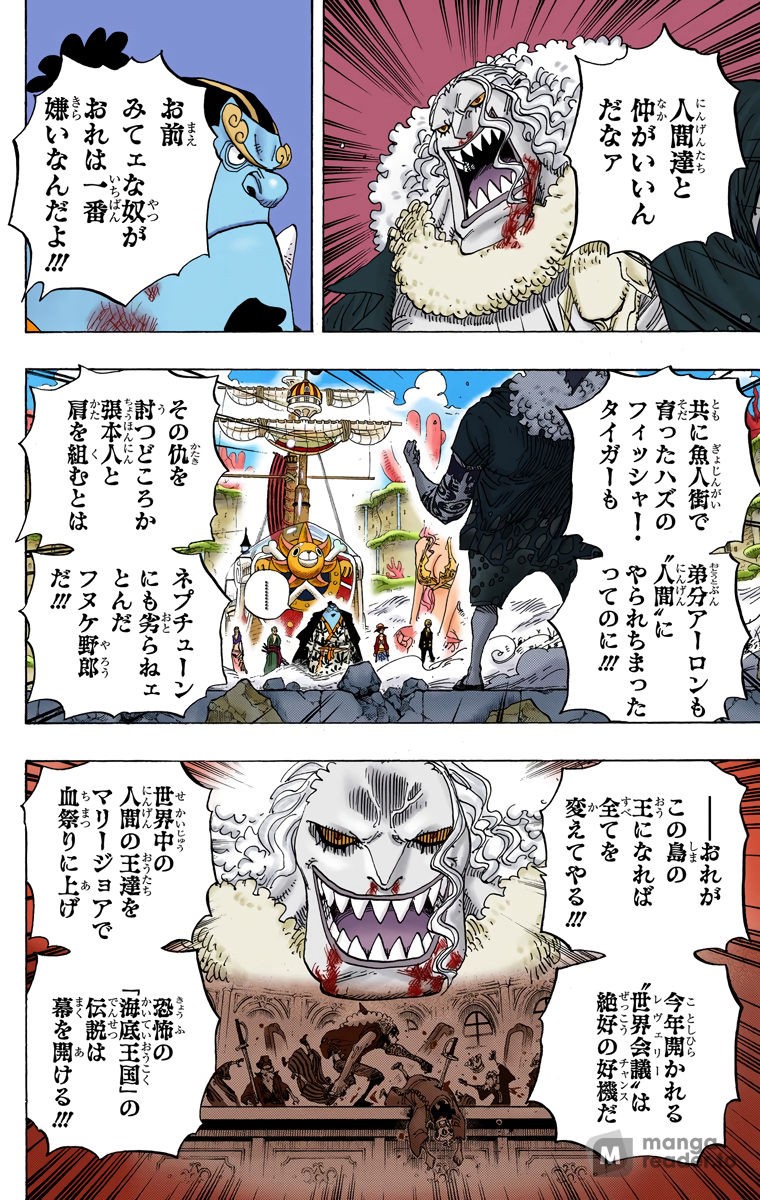 人間達と
仲がいいん
だなァ
お前
みてェな奴が
おれは一番
嫌いなんだよ!!!
共に魚人街で
育ったハズの
フィッシャー・
タイガーも
弟分アーロンも
〝人間〟に
やられちまった
ってのに!!!
その仇を
討つどころか
張本人と
肩を組むとは
ネプチューン
にも劣らねェ
とんだ
フヌケ野郎
だ!!!
──おれが
この島の
王になれば
全てを
変えてやる!!!
今年開かれる
〝世界会議〟は
絶好の好機だ
世界中の
人間の王達を
マリージョアで
血祭りに上げ
恐怖の
「海底王国」の
伝説は
幕を開ける!!!
manga
reader.to